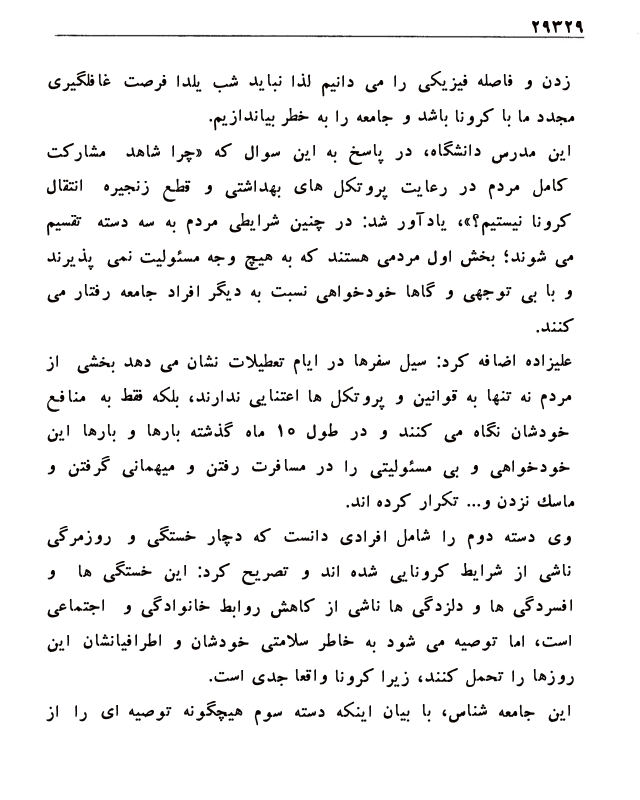 ۲۹۳۲۹
زدن و فاصله فیزیکی را می دانیم لذا نباید شب یلدا فرصت غافلگیری
مجدد ما با کرونا باشد و جامعه را به خطر بیاندازیم.
این مدرس دانشگاه، در پاسخ به این سوال که «چرا شاهد مشارکت
کامل مردم در رعایت پروتکل های بهداشتی و قطع زنجیره انتقال
کرونا نیستیم؟»، یادآور شد: در چنین شرایطی مردم به سه دسته تقسیم
می شوند؛ بخش اول مردمی هستند که به هیچ وجه مسئولیت نمی پذیرند
و با بی توجهی و گاها خودخواهی نسبت به دیگر افراد جامعه رفتار می
کنند.
علیزاده اضافه کرد: سیل سفرها در ایام تعطیلات نشان می دهد بخشی از
مردم نه تنها به قوانین و پروتکل ها اعتنایی ندارند، بلکه فقط به منافع
خودشان نگاه می کنند و در طول ۱۵ ماه گذشته بارها و بارها این
خودخواهی و بی مسئولیتی را در مسافرت رفتن و میهمانی گرفتن و
ماسك نزدن و... تکرار کرده اند.
وی دسته دوم را شامل افرادی دانست که دچار خستگی و روزمرگی
ناشی از شرایط کرونایی شده اند و تصریح کرد: این خستگی ها و
افسردگی ها و دلزدگی ها ناشی از کاهش روابط خانوادگی و اجتماعی
است، اما توصیه می شود به خاطر سلامتی خودشان و اطرافیانشان این
روزها را تحمل کنند، زیرا کرونا واقعا جدی است.
این جامعه شناس، با بیان اینکه دسته سوم هیچگونه توصیه ای را از